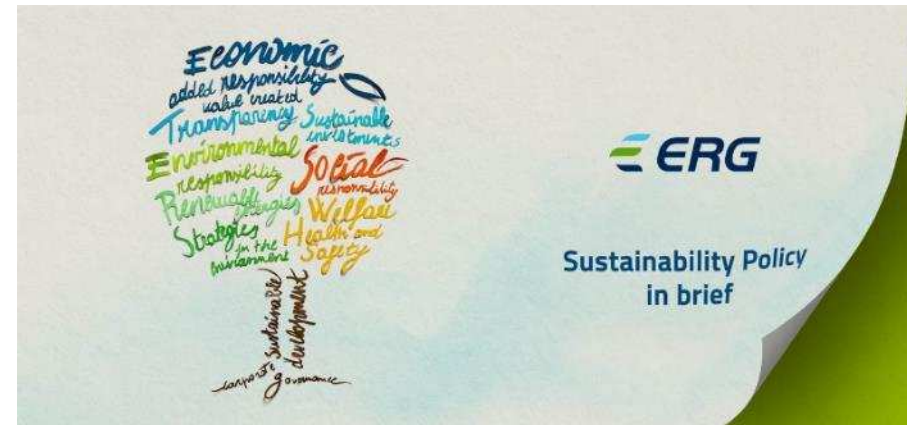 Economic
added responsibility
value created
Transparency
Sustainable
investments
Environmental
responsibility
Social
responsibility
Renewable
energies
Welfare
Strategies
in the
environment
Health and
Safety
sustainable
development
corporate
governance
ERG
Sustainability Policy
in brief